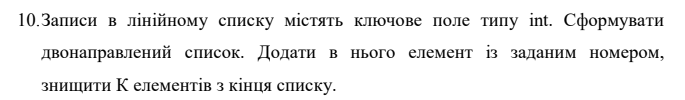 10.Записи в лінійному списку містять ключове поле типу int. Сформувати
двонаправлений список. Додати в нього елемент із заданим номером,
знищити К елементів з кінця списку.